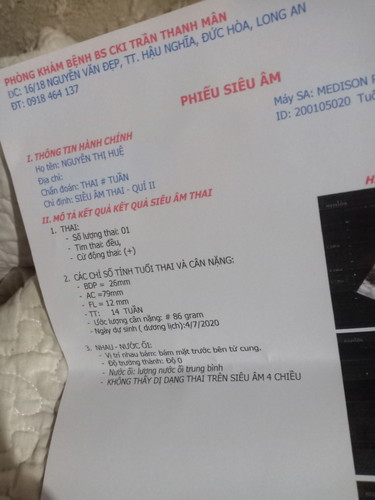 PHÒNG KHÁM BỆNH BS CKI TRẦN THANH MẪN
ĐC: 16/18 NGUYỄN VĂN ĐẸP, TT. HẬU NGHĨA, ĐỨC HÒA, LONG AN
ĐT: 0918 464 137
PHIẾU SIÊU ÂM
Máy SA: MEDISON
ID: 200105020 Tuổ
I. THÔNG TIN HÀNH CHÍNH
Họ tên: NGUYỄN THỊ HUỆ
Địa chỉ:
Chẩn đoán: THAI # TUẦN
Chỉ định: SIÊU ÂM THAI - QUÍ II
H
II. MÔ TẢ KẾT QUẢ KẾT QUẢ SIÊU ÂM THAI
1. THAI:
- Số lượng thai: 01
- Tim thai: đều,
- Cử động thai: (+)
2. CÁC CHỈ SỐ TÍNH TUỔI THAI VÀ CÂN NẶNG:
- BDP = 26mm
- AC =79mm
- FL = 12 mm
- TT: 14 TUẦN
- Ước lượng cân nặng: # 86 gram
- Ngày dự sinh ( dương lịch):4/7/2020
3. NHAU - NƯỚC ỐI:
- Vị trí nhau bám: bám mặt trước bên tử cung.
- Độ trưởng thành: Độ 0
- Nước ối: lượng nước ối trung bình
- KHÔNG THẤY DỊ DẠNG THAI TRÊN SIÊU ÂM 4 CHIỀU